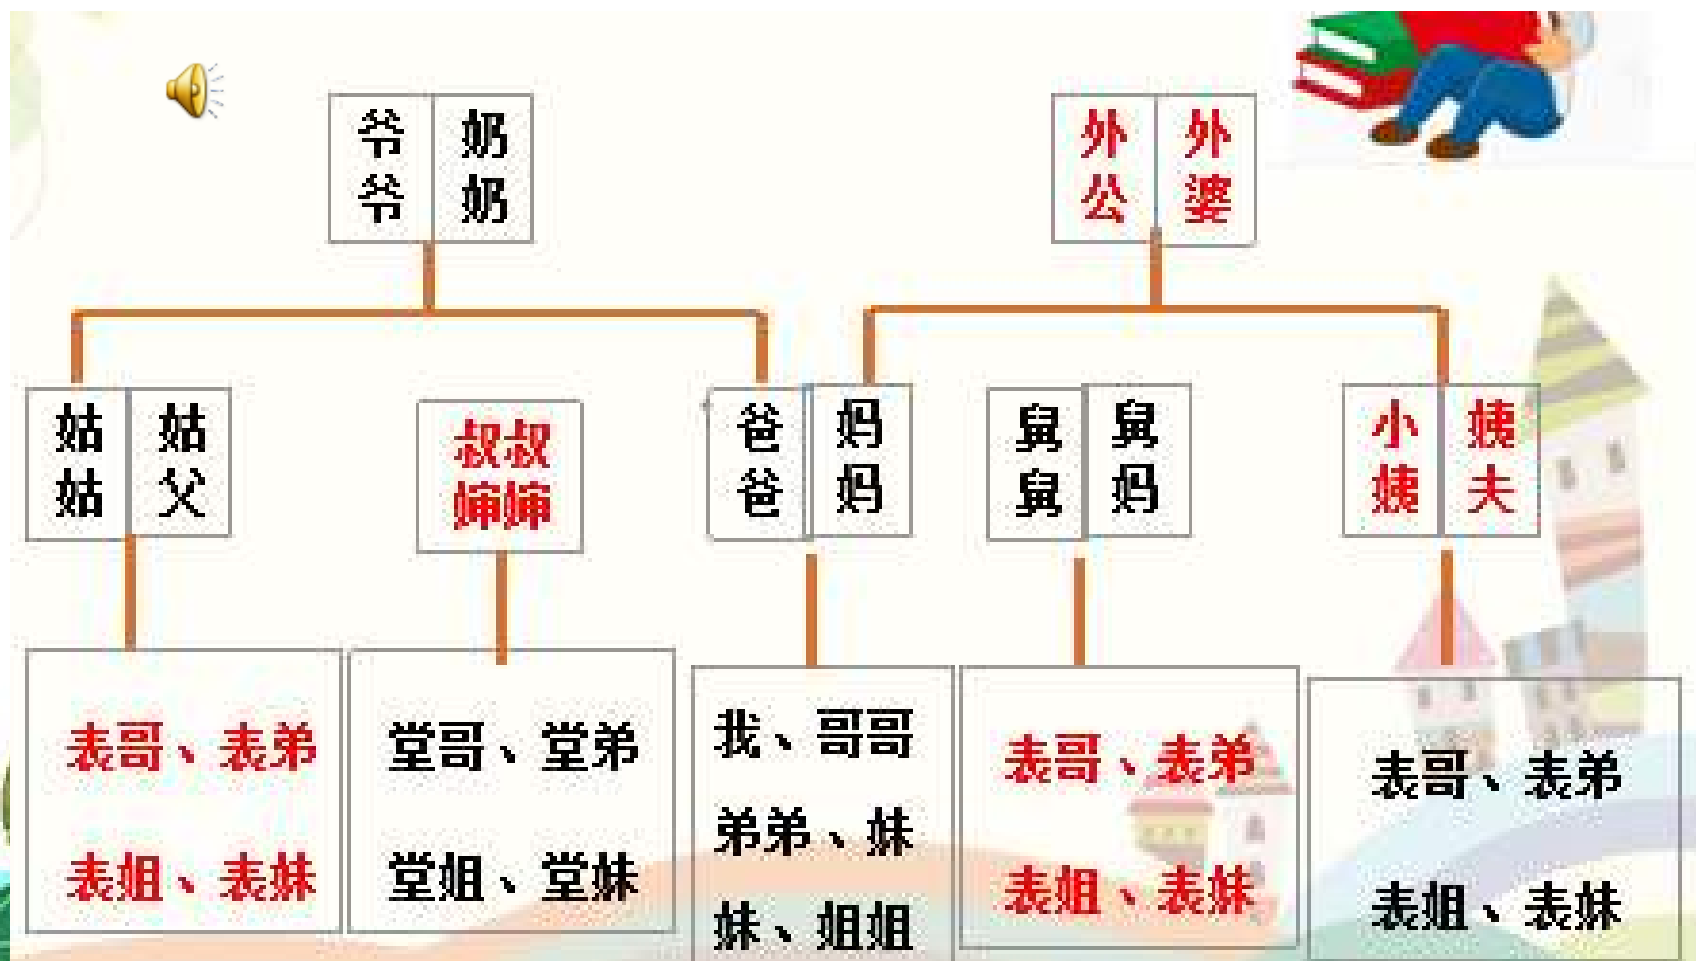 爷爷 奶奶
外公 外婆
姑姑 姑父
叔叔
婶婶
爸爸 妈妈
舅舅 舅妈
小姨 姨夫
表哥、表弟
表姐、表妹
堂哥、堂弟
堂姐、堂妹
我、哥哥
弟弟、妹
妹、姐姐
表哥、表弟
表姐、表妹
表哥、表弟
表姐、表妹